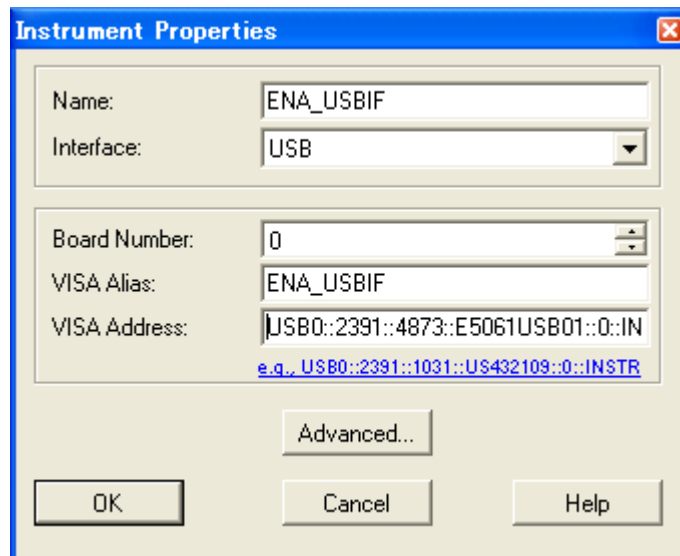 Instrument Properties
Name: ENA_USBIF
Interface: USB
Board Number: 0
VISA Alias: ENA_USBIF
VISA Address: USB0::2391::4873::E5061USB01::0::IN
e.g., USB0::2391::1031::US432109::0::INSTR
Advanced...
OK Cancel Help